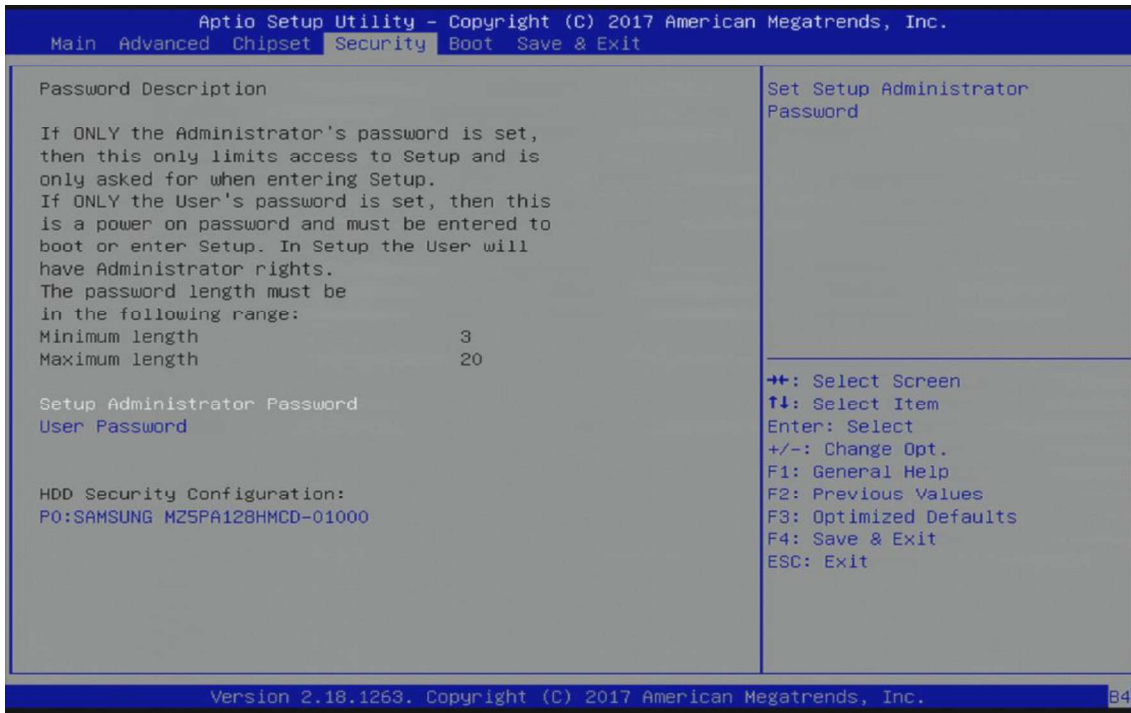 Aptio Setup Utility – Copyright (C) 2017 American Megatrends, Inc.
Main Advanced Chipset Security Boot Save & Exit
Password Description
If ONLY the Administrator's password is set,
then this only limits access to Setup and is
only asked for when entering Setup.
If ONLY the User's password is set, then this
is a power on password and must be entered to
boot or enter Setup. In Setup the User will
have Administrator rights.
The password length must be
in the following range:
Minimum length 3
Maximum length 20
Setup Administrator Password
User Password
HDD Security Configuration:
P0:SAMSUNG MZ5PA128HMCD-01000
Set Setup Administrator
Password
→←: Select Screen
↑↓: Select Item
Enter: Select
+/-: Change Opt.
F1: General Help
F2: Previous Values
F3: Optimized Defaults
F4: Save & Exit
ESC: Exit
Version 2.18.1263. Copyright (C) 2017 American Megatrends, Inc.
B4